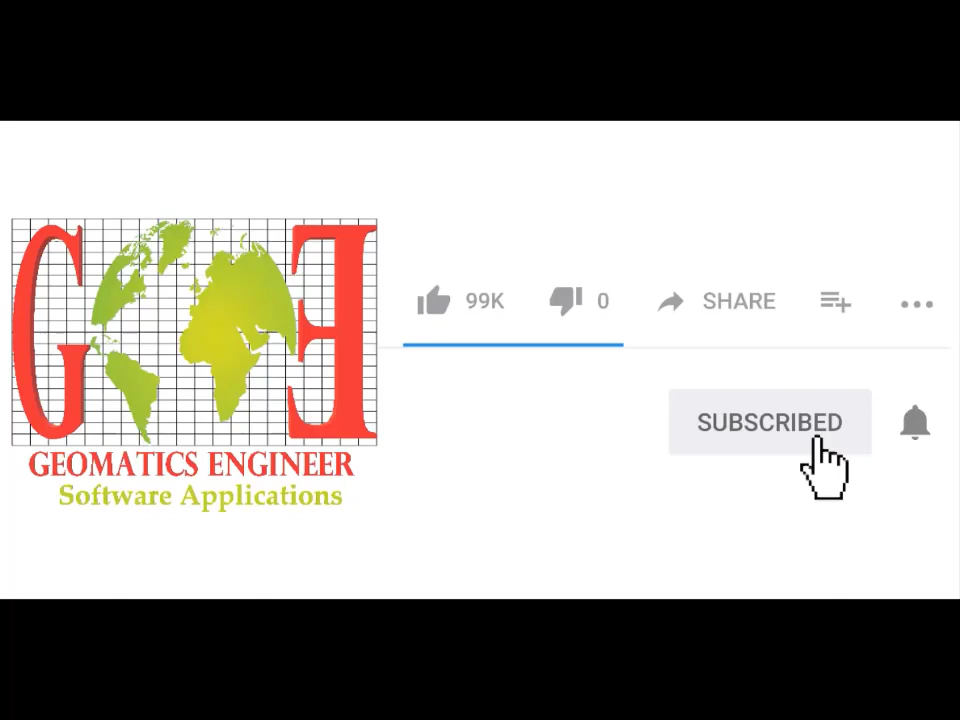 G E
99K 0 SHARE
SUBSCRIBED
GEOMATICS ENGINEER
Software Applications